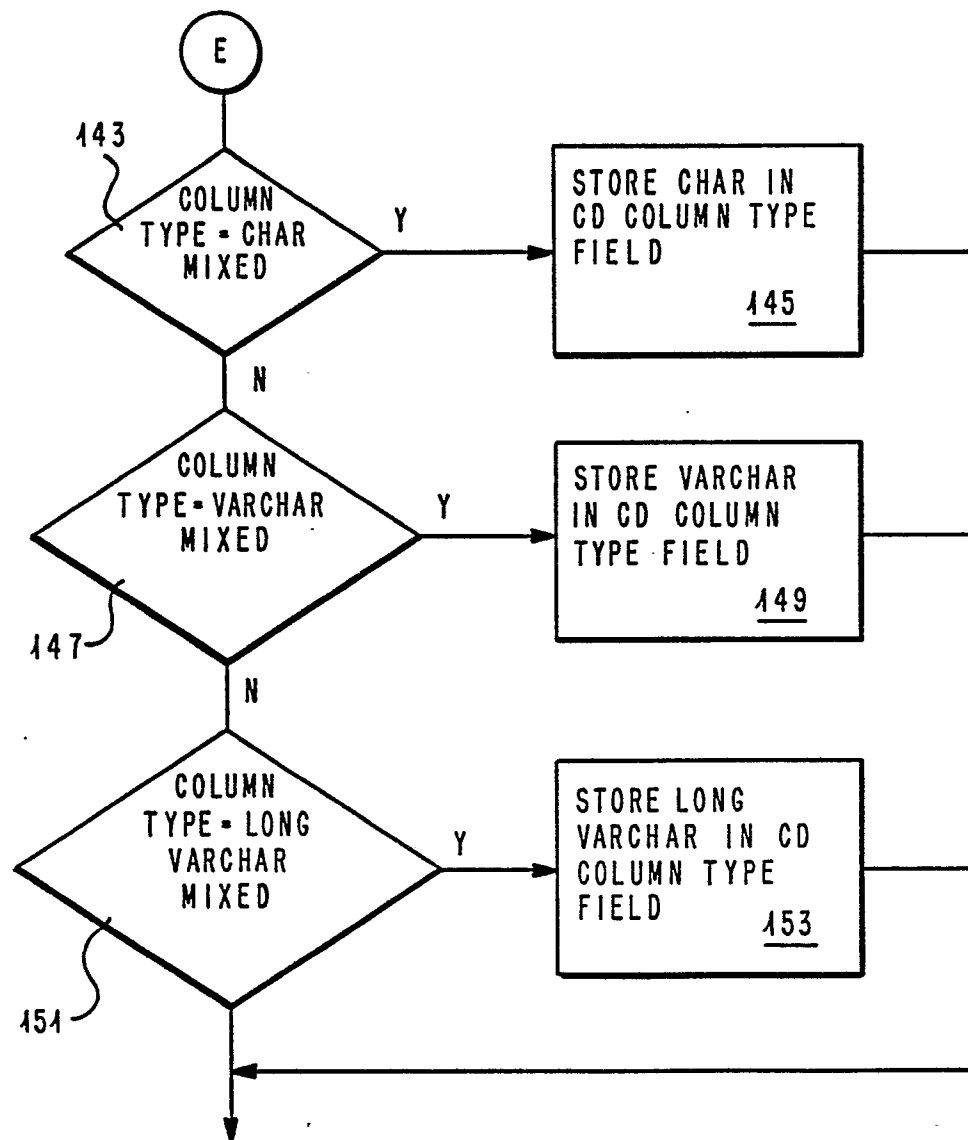 E
143
COLUMN
TYPE = CHAR
MIXED
Y
STORE CHAR IN
CD COLUMN TYPE
FIELD
145
N
COLUMN
TYPE = VARCHAR
MIXED
Y
STORE VARCHAR
IN CD COLUMN
TYPE FIELD
149
147
N
COLUMN
TYPE = LONG
VARCHAR
MIXED
Y
STORE LONG
VARCHAR IN CD
COLUMN TYPE
FIELD
153
151